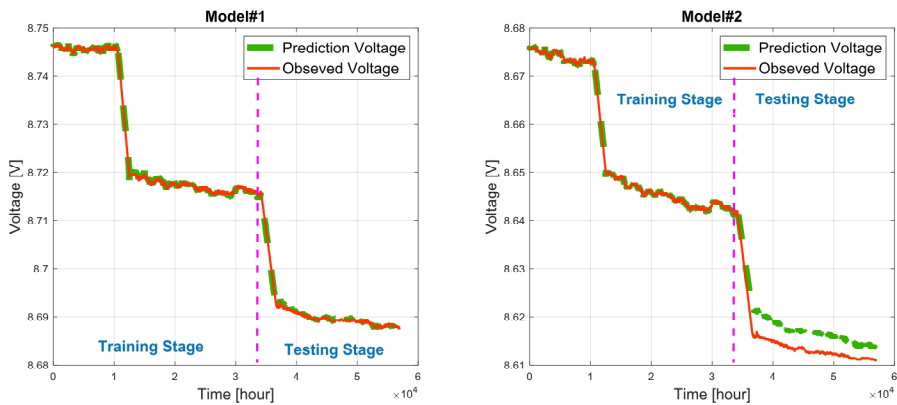 Model#1
8.75
8.74
8.73
8.72
8.71
8.7
8.69
8.68
Voltage [V]
Prediction Voltage
Obseved Voltage
Training Stage
Testing Stage
0
1
2
3
4
5
6
×10⁴
Time [hour]
Model#2
8.68
8.67
8.66
8.65
8.64
8.63
8.62
8.61
Voltage [V]
Prediction Voltage
Obseved Voltage
Training Stage
Testing Stage
0
1
2
3
4
5
6
×10⁴
Time [hour]